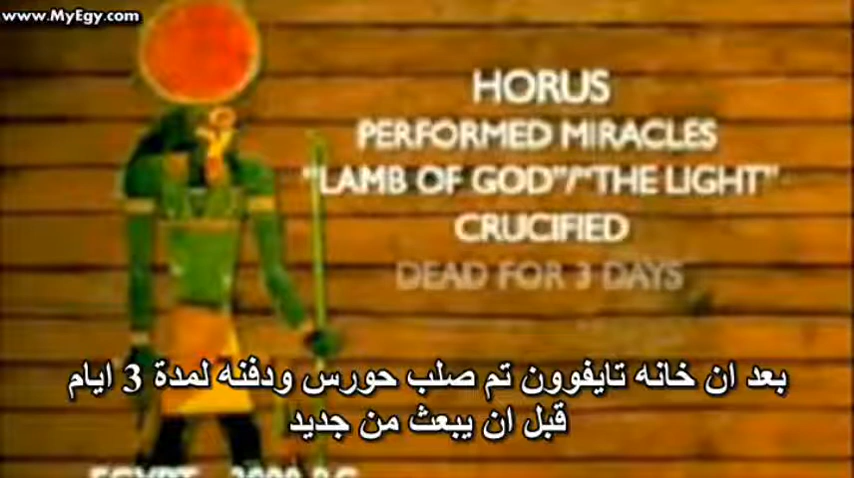 www.MyEgy.com
HORUS
PERFORMED MIRACLES
"LAMB OF GOD"/"THE LIGHT"
CRUCIFIED
DEAD FOR 3 DAYS
بعد ان خانه تايفوون تم صلب حورس ودفنه لمدة 3 ايام
قبل ان يبعث من جديد
EGYPT